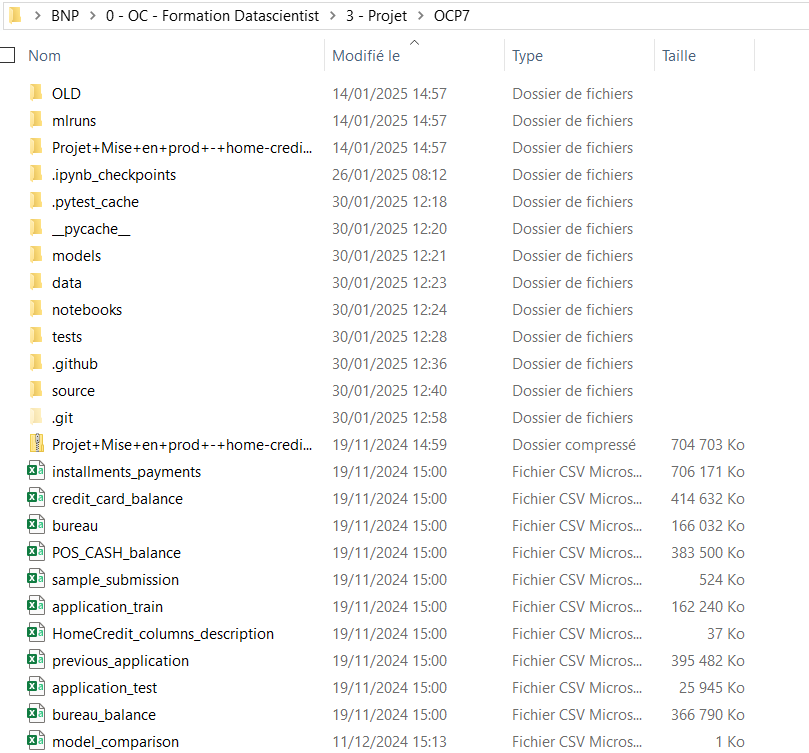 BNP > 0 - OC - Formation Datascientist > 3 - Projet > OCP7
Nom Modifié le Type Taille
OLD 14/01/2025 14:57 Dossier de fichiers
mlruns 14/01/2025 14:57 Dossier de fichiers
Projet+Mise+en+prod+-+home-credi... 14/01/2025 14:57 Dossier de fichiers
.ipynb_checkpoints 26/01/2025 08:12 Dossier de fichiers
.pytest_cache 30/01/2025 12:18 Dossier de fichiers
__pycache__ 30/01/2025 12:20 Dossier de fichiers
models 30/01/2025 12:21 Dossier de fichiers
data 30/01/2025 12:23 Dossier de fichiers
notebooks 30/01/2025 12:24 Dossier de fichiers
tests 30/01/2025 12:28 Dossier de fichiers
.github 30/01/2025 12:36 Dossier de fichiers
source 30/01/2025 12:40 Dossier de fichiers
.git 30/01/2025 12:58 Dossier de fichiers
Projet+Mise+en+prod+-+home-credi... 19/11/2024 14:59 Dossier compressé 704 703 Ko
installments_payments 19/11/2024 15:00 Fichier CSV Micros... 706 171 Ko
credit_card_balance 19/11/2024 15:00 Fichier CSV Micros... 414 632 Ko
bureau 19/11/2024 15:00 Fichier CSV Micros... 166 032 Ko
POS_CASH_balance 19/11/2024 15:00 Fichier CSV Micros... 383 500 Ko
sample_submission 19/11/2024 15:00 Fichier CSV Micros... 524 Ko
application_train 19/11/2024 15:00 Fichier CSV Micros... 162 240 Ko
HomeCredit_columns_description 19/11/2024 15:00 Fichier CSV Micros... 37 Ko
previous_application 19/11/2024 15:00 Fichier CSV Micros... 395 482 Ko
application_test 19/11/2024 15:00 Fichier CSV Micros... 25 945 Ko
bureau_balance 19/11/2024 15:00 Fichier CSV Micros... 366 790 Ko
model_comparison 11/12/2024 15:13 Fichier CSV Micros... 1 Ko